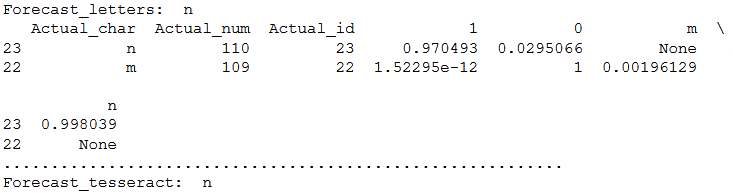 Forecast_letters:  n
   Actual_char  Actual_num  Actual_id            1          0           m  \
23           n         110         23     0.970493  0.0295066        None
22           m         109         22  1.52295e-12          1  0.00196129

           n
23  0.998039
22      None
...........................................................
Forecast_tesseract:  n